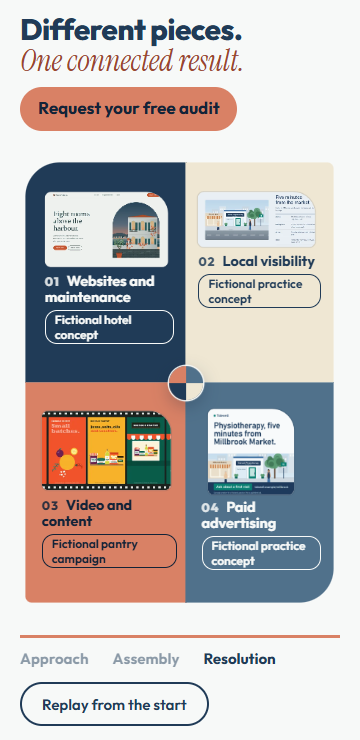 Different pieces.
One connected result.
Request your free audit
Eight rooms
above the
harbour.
01 Websites and
maintenance
Fictional hotel
concept
Five minutes
from the market
02 Local visibility
Fictional practice
concept
03 Video and
content
Fictional pantry
campaign
Physiotherapy, five
minutes from
Millbrook Market.
04 Paid
advertising
Fictional practice
concept
Approach Assembly Resolution
Replay from the start